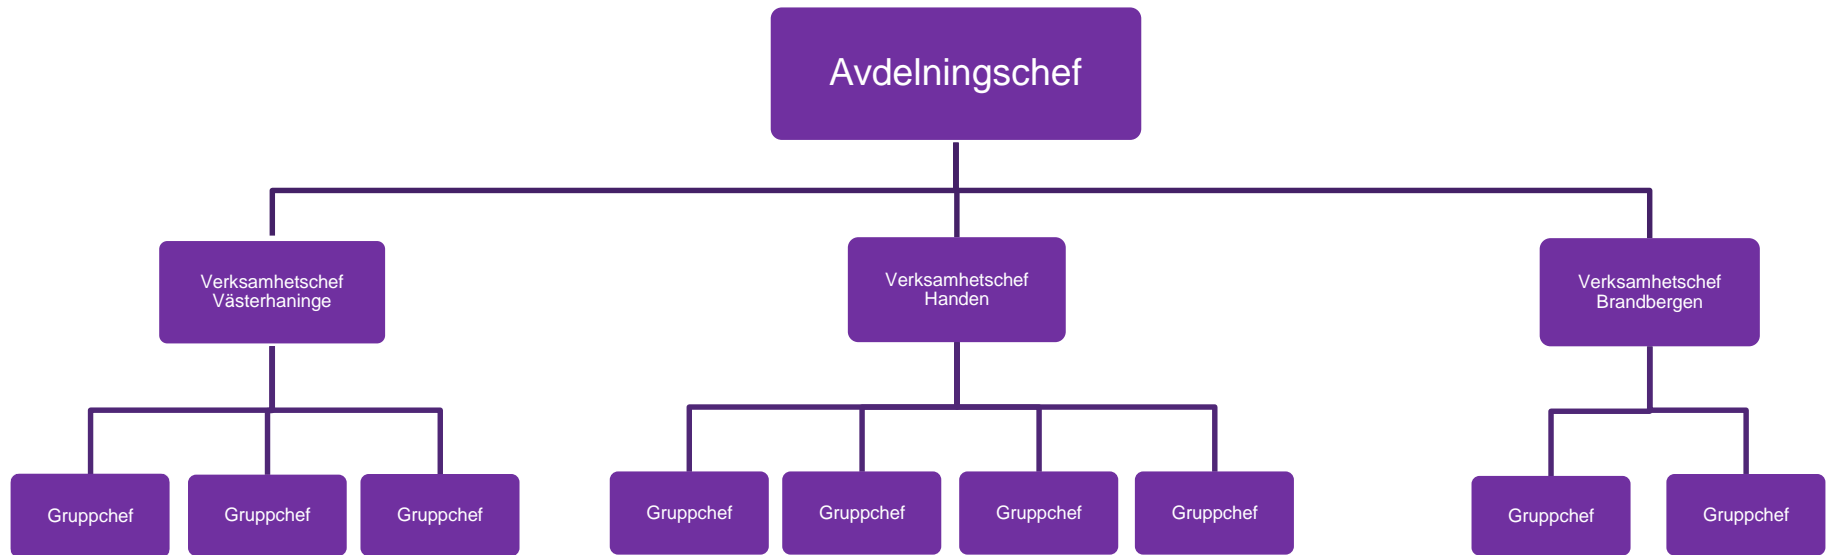 Avdelningschef
Verksamhetschef
Västerhaninge
Verksamhetschef
Handen
Verksamhetschef
Brandbergen
Gruppchef
Gruppchef
Gruppchef
Gruppchef
Gruppchef
Gruppchef
Gruppchef
Gruppchef
Gruppchef